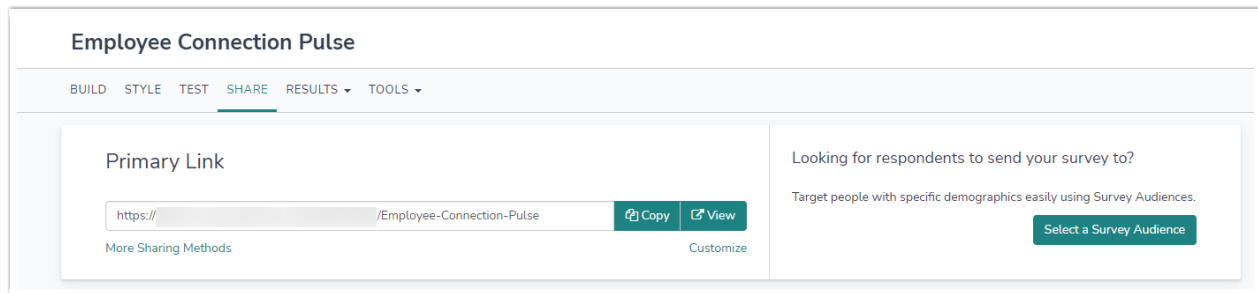 Employee Connection Pulse
BUILD STYLE TEST SHARE RESULTS TOOLS
Primary Link
https:// /Employee-Connection-Pulse Copy View
More Sharing Methods Customize
Looking for respondents to send your survey to?
Target people with specific demographics easily using Survey Audiences.
Select a Survey Audience